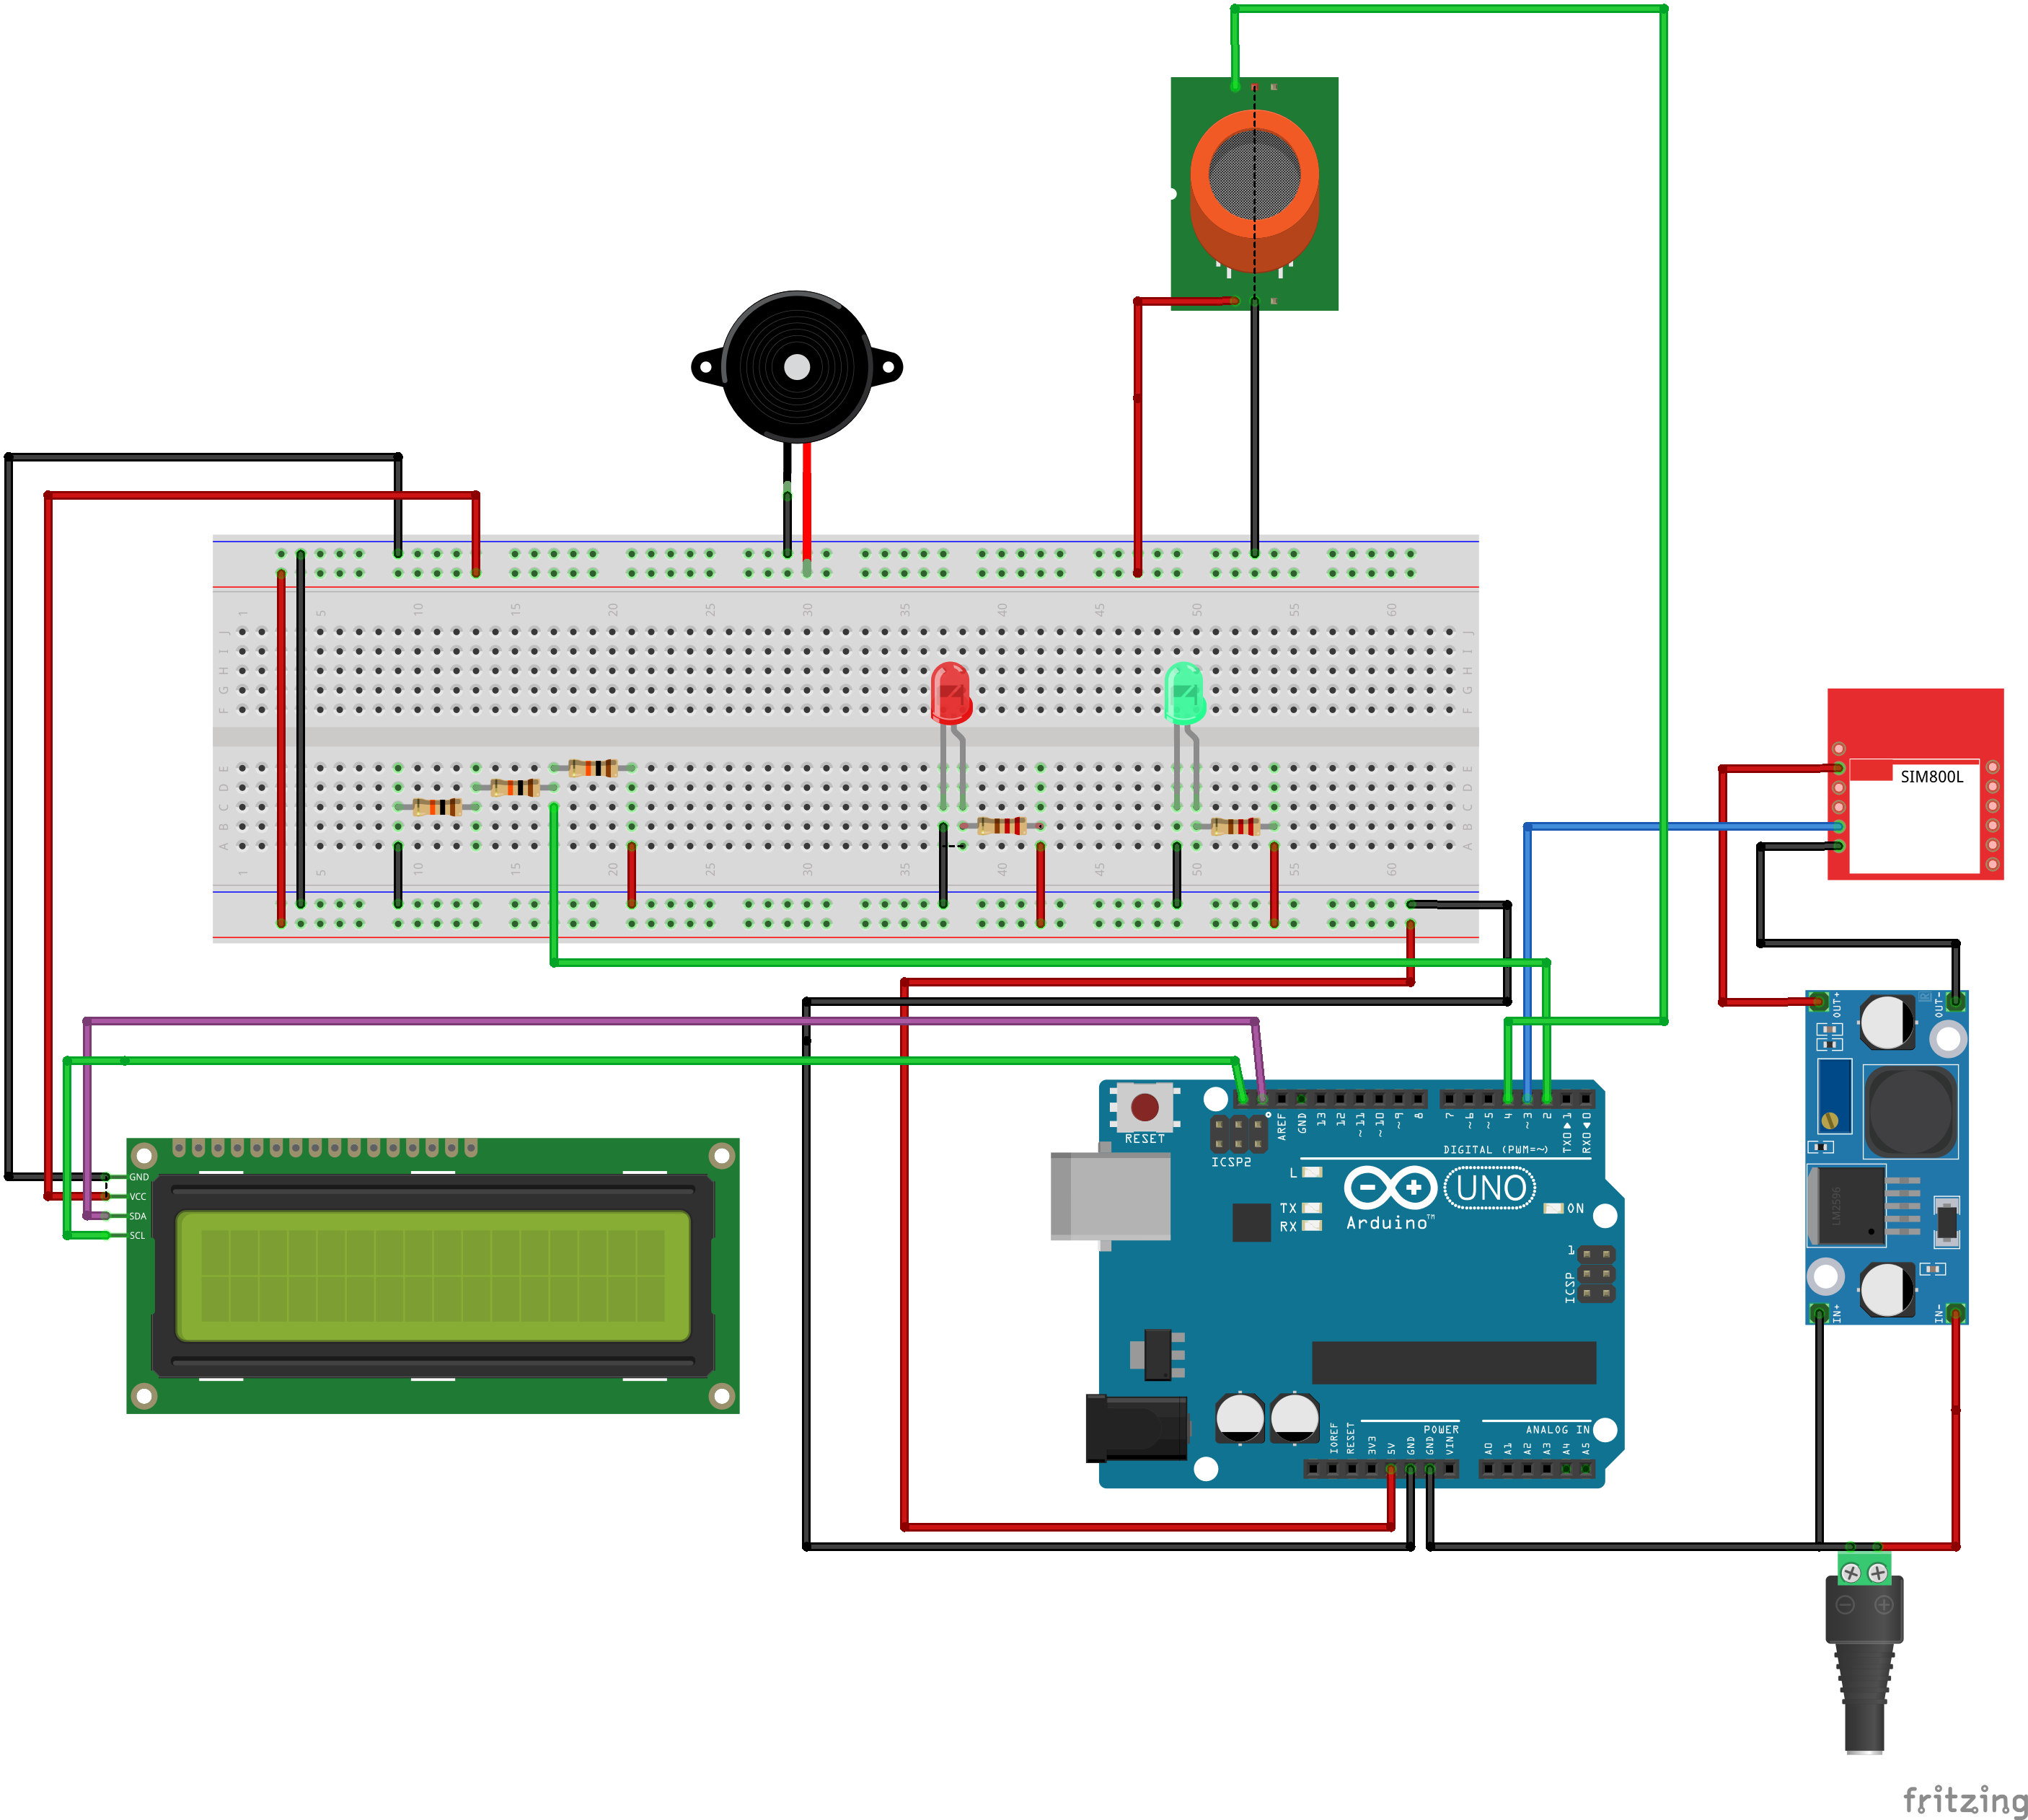 1 5 10 15 20 25 30 35 40 45 50 55 60
J J
I I
H H
G G
F F
E E
D D
C C
B B
A A
1 5 10 15 20 25 30 35 40 45 50 55 60
SIM800L
OUT+ OUT-
LM2596
IN+ IN-
GND
VCC
SDA
SCL
RESET
ICSP2
AREF GND 13 12 ~11 ~10 ~9 8 7 ~6 ~5 4 ~3 2 TX0▶1 RX0◀0
DIGITAL (PWM=~)
L
TX
RX
UNO
Arduino™
ON
1
ICSP
POWER
ANALOG IN
IOREF RESET 3V3 5V GND GND VIN A0 A1 A2 A3 A4 A5
fritzing